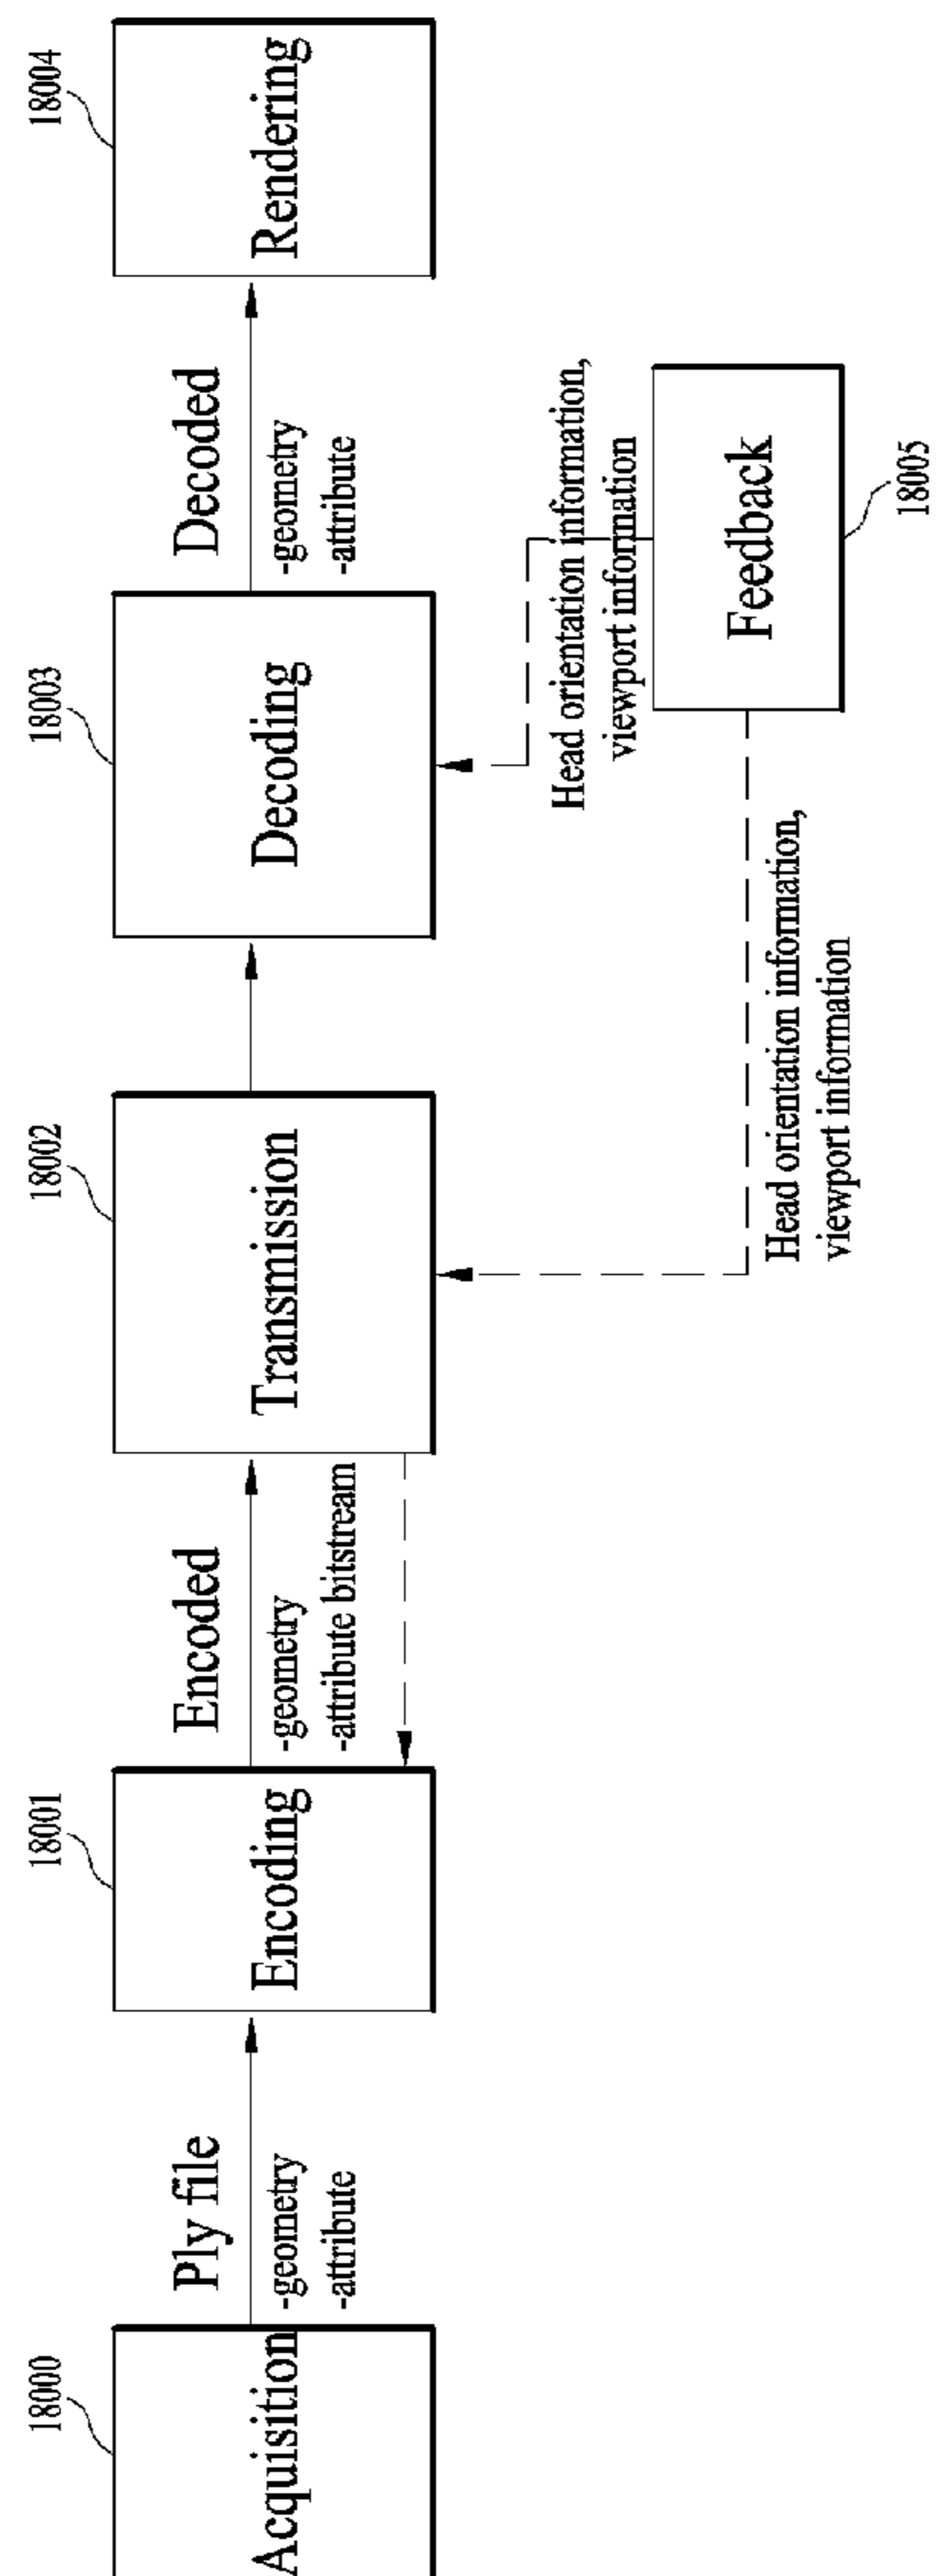 18000
Acquisition
Ply file
-geometry
-attribute
18001
Encoding
Encoded
-geometry
-attribute bitstream
18002
Transmission
18003
Decoding
Decoded
-geometry
-attribute
18004
Rendering
Head orientation information,
viewport information
Head orientation information,
viewport information
Feedback
18005